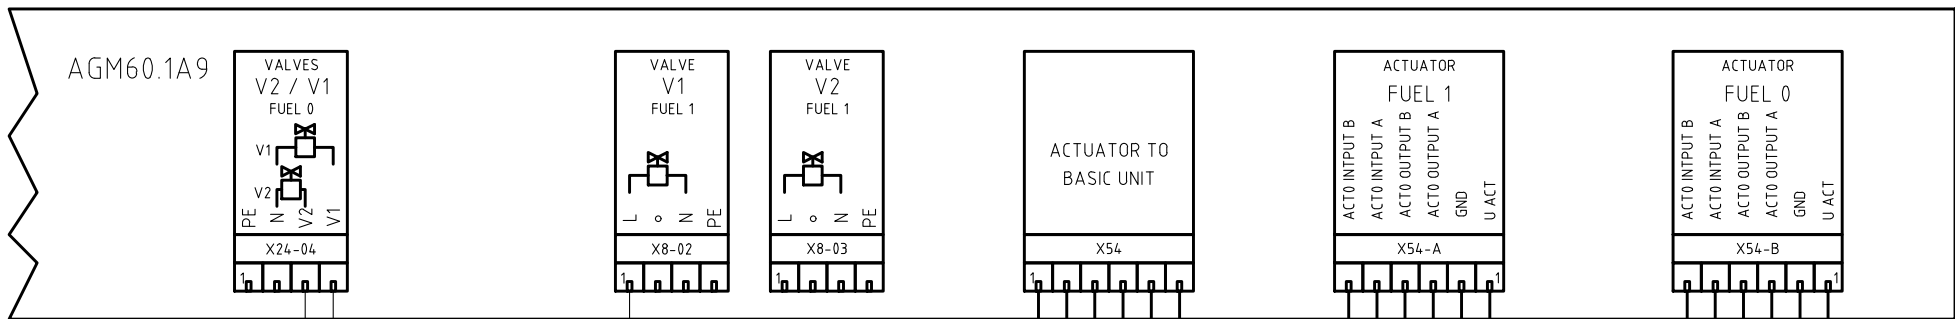 AGM60.1A9
VALVES
V2 / V1
FUEL 0
V1
V2
PE
N
V2
V1
X24-04
1
VALVE
V1
FUEL 1
L
N
PE
X8-02
1
VALVE
V2
FUEL 1
L
N
PE
X8-03
1
ACTUATOR TO
BASIC UNIT
X54
1
ACTUATOR
FUEL 1
ACT0 INTPUT B
ACT0 INTPUT A
ACT0 OUTPUT B
ACT0 OUTPUT A
GND
U ACT
X54-A
1
ACTUATOR
FUEL 0
ACT0 INTPUT B
ACT0 INTPUT A
ACT0 OUTPUT B
ACT0 OUTPUT A
GND
U ACT
X54-B
1